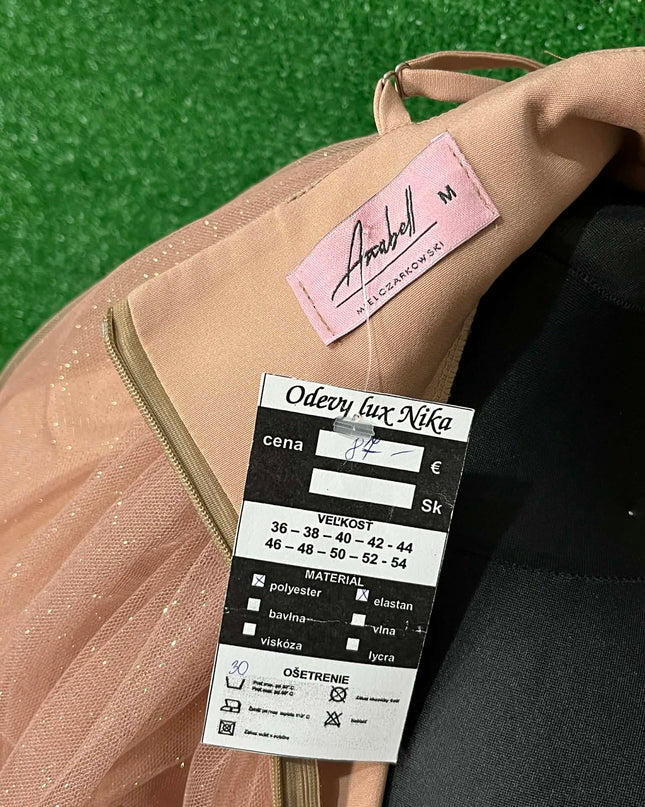 Anabell
M
MIELCZARKOWSKI
Odevy lux Nika
cena
€
Sk
VEĽKOSŤ
36 – 38 – 40 – 42 - 44
46 – 48 – 50 – 52 - 54
MATERIAL
polyester
elastan
bavlna
vlna
viskóza
lycra
OŠETRENIE
30